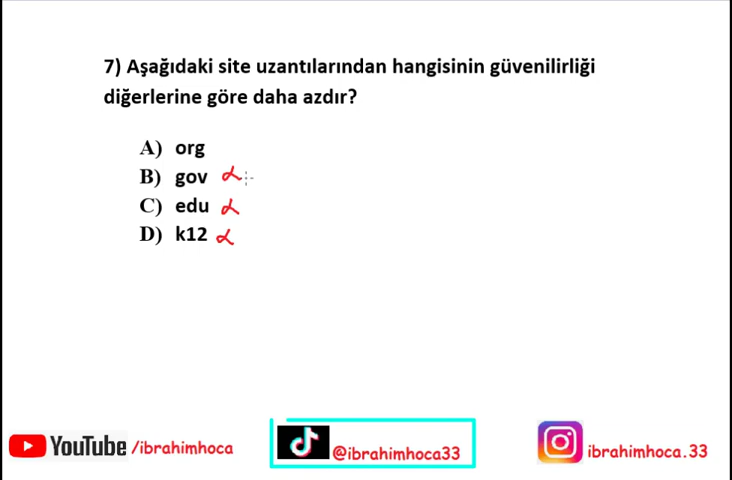 7) Aşağıdaki site uzantılarından hangisinin güvenilirliği
diğerlerine göre daha azdır?
A) org
B) gov
C) edu
D) k12
YouTube /ibrahimhoca
@ibrahimhoca33
ibrahimhoca.33